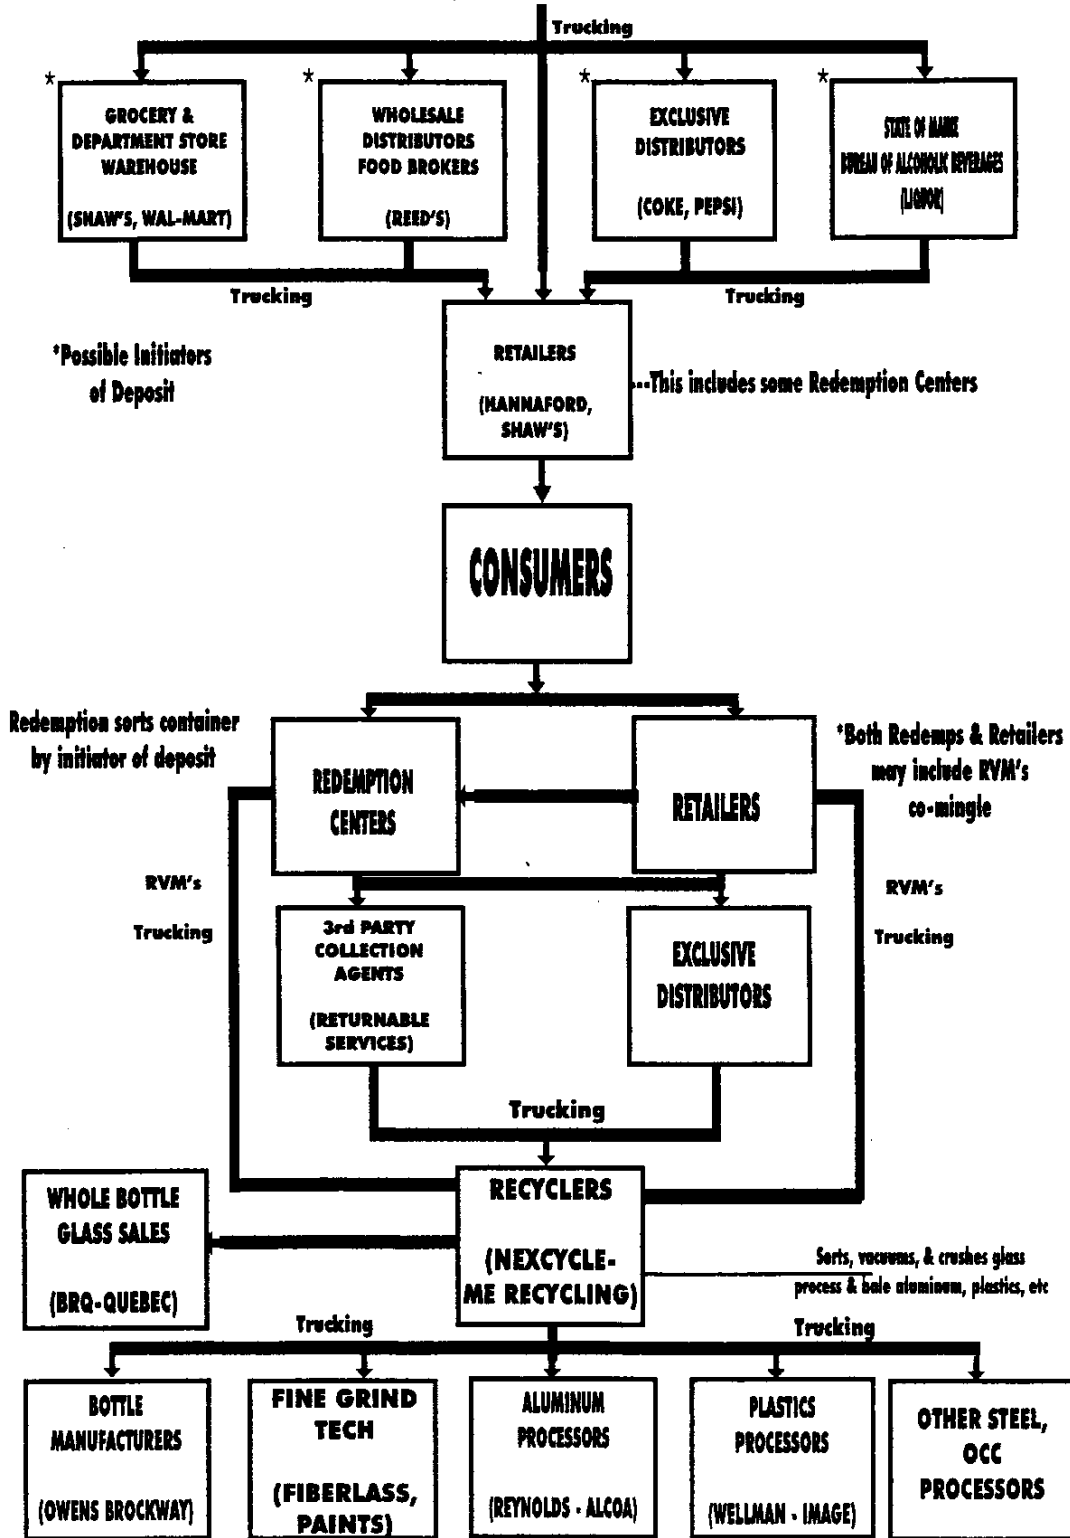 Trucking
*
GROCERY &
DEPARTMENT STORE
WAREHOUSE
(SHAW'S, WAL-MART)
*
WHOLESALE
DISTRIBUTORS
FOOD BROKERS
(REED'S)
*
EXCLUSIVE
DISTRIBUTORS
(COKE, PEPSI)
*
STATE OF MAINE
BUREAU OF ALCOHOLIC BEVERAGES
(LIQUOR)
Trucking
Trucking
*Possible Initiators
of Deposit
RETAILERS
(HANNAFORD,
SHAW'S)
...This includes some Redemption Centers
CONSUMERS
Redemption sorts container
by initiator of deposit
REDEMPTION
CENTERS
RETAILERS
*Both Redemps & Retailers
may include RVM's
co-mingle
RVM's
Trucking
RVM's
Trucking
3rd PARTY
COLLECTION
AGENTS
(RETURNABLE
SERVICES)
EXCLUSIVE
DISTRIBUTORS
Trucking
WHOLE BOTTLE
GLASS SALES
(BRQ-QUEBEC)
RECYCLERS
(NEXCYCLE-
ME RECYCLING)
Sorts, vacuums, & crushes glass
process & bale aluminum, plastics, etc
Trucking
Trucking
BOTTLE
MANUFACTURERS
(OWENS BROCKWAY)
FINE GRIND
TECH
(FIBERLASS,
PAINTS)
ALUMINUM
PROCESSORS
(REYNOLDS - ALCOA)
PLASTICS
PROCESSORS
(WELLMAN - IMAGE)
OTHER STEEL,
OCC
PROCESSORS